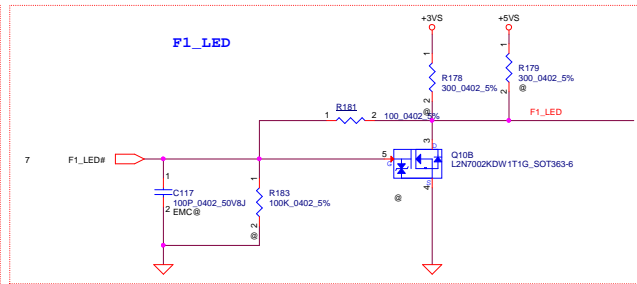 +3VS
+5VS
F1_LED
1
R178
300_0402_5%
2
@
1
R179
300_0402_5%
2
@
R181
1
2
100_0402_5%
F1_LED
7
F1_LED#
5
G
3
D
S
4
Q10B
L2N7002KDW1T1G_SOT363-6
@
1
C117
100P_0402_50V8J
2
EMC@
1
R183
100K_0402_5%
2
@